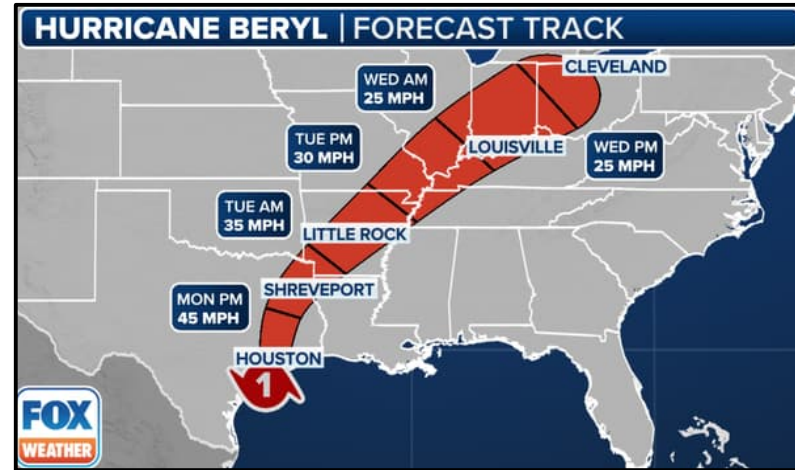 HURRICANE BERYL | FORECAST TRACK
CLEVELAND
WED AM
25 MPH
TUE PM
30 MPH
LOUISVILLE
WED PM
25 MPH
TUE AM
35 MPH
LITTLE ROCK
SHREVEPORT
MON PM
45 MPH
HOUSTON
1
FOX
WEATHER